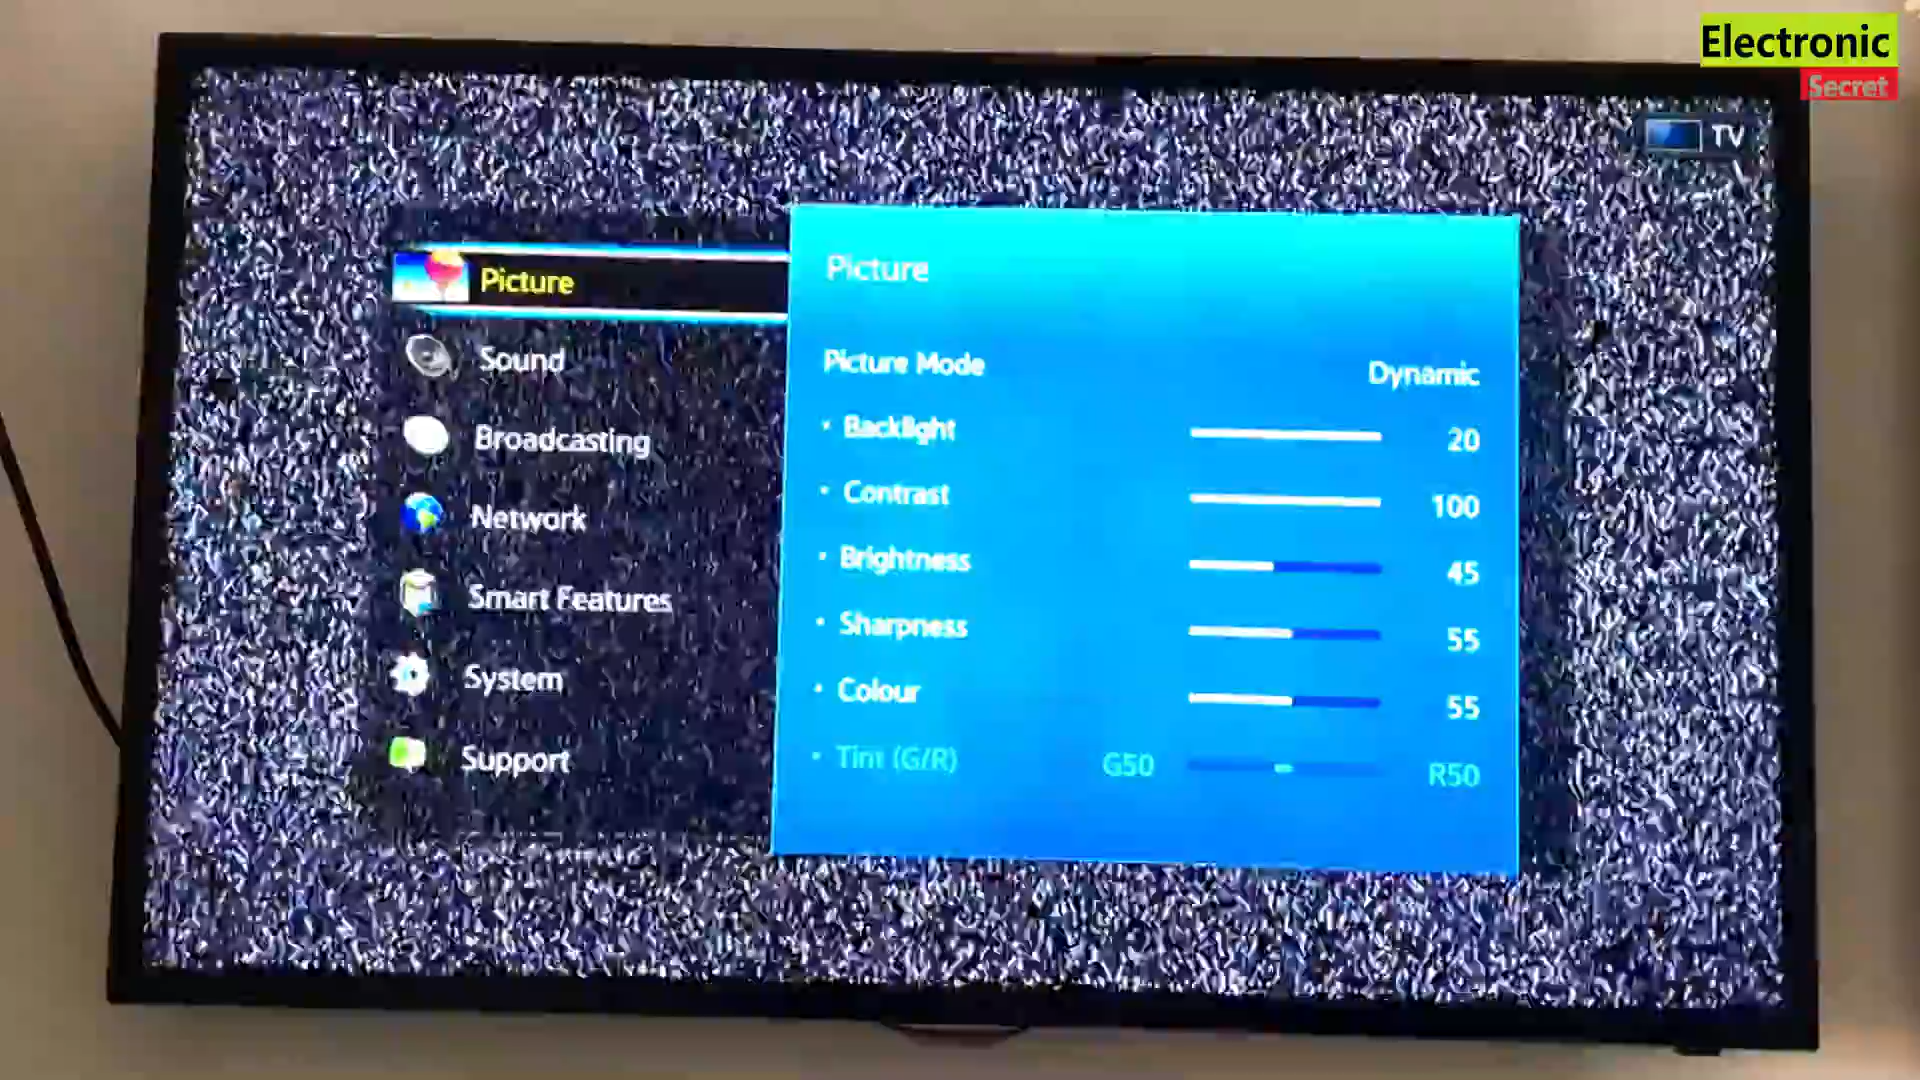 Electronic
Secret
TV
Picture
Sound
Broadcasting
Network
Smart Features
System
Support
Picture
Picture Mode Dynamic
· Backlight 20
· Contrast 100
· Brightness 45
· Sharpness 55
· Colour 55
· Tint (G/R) G50 R50